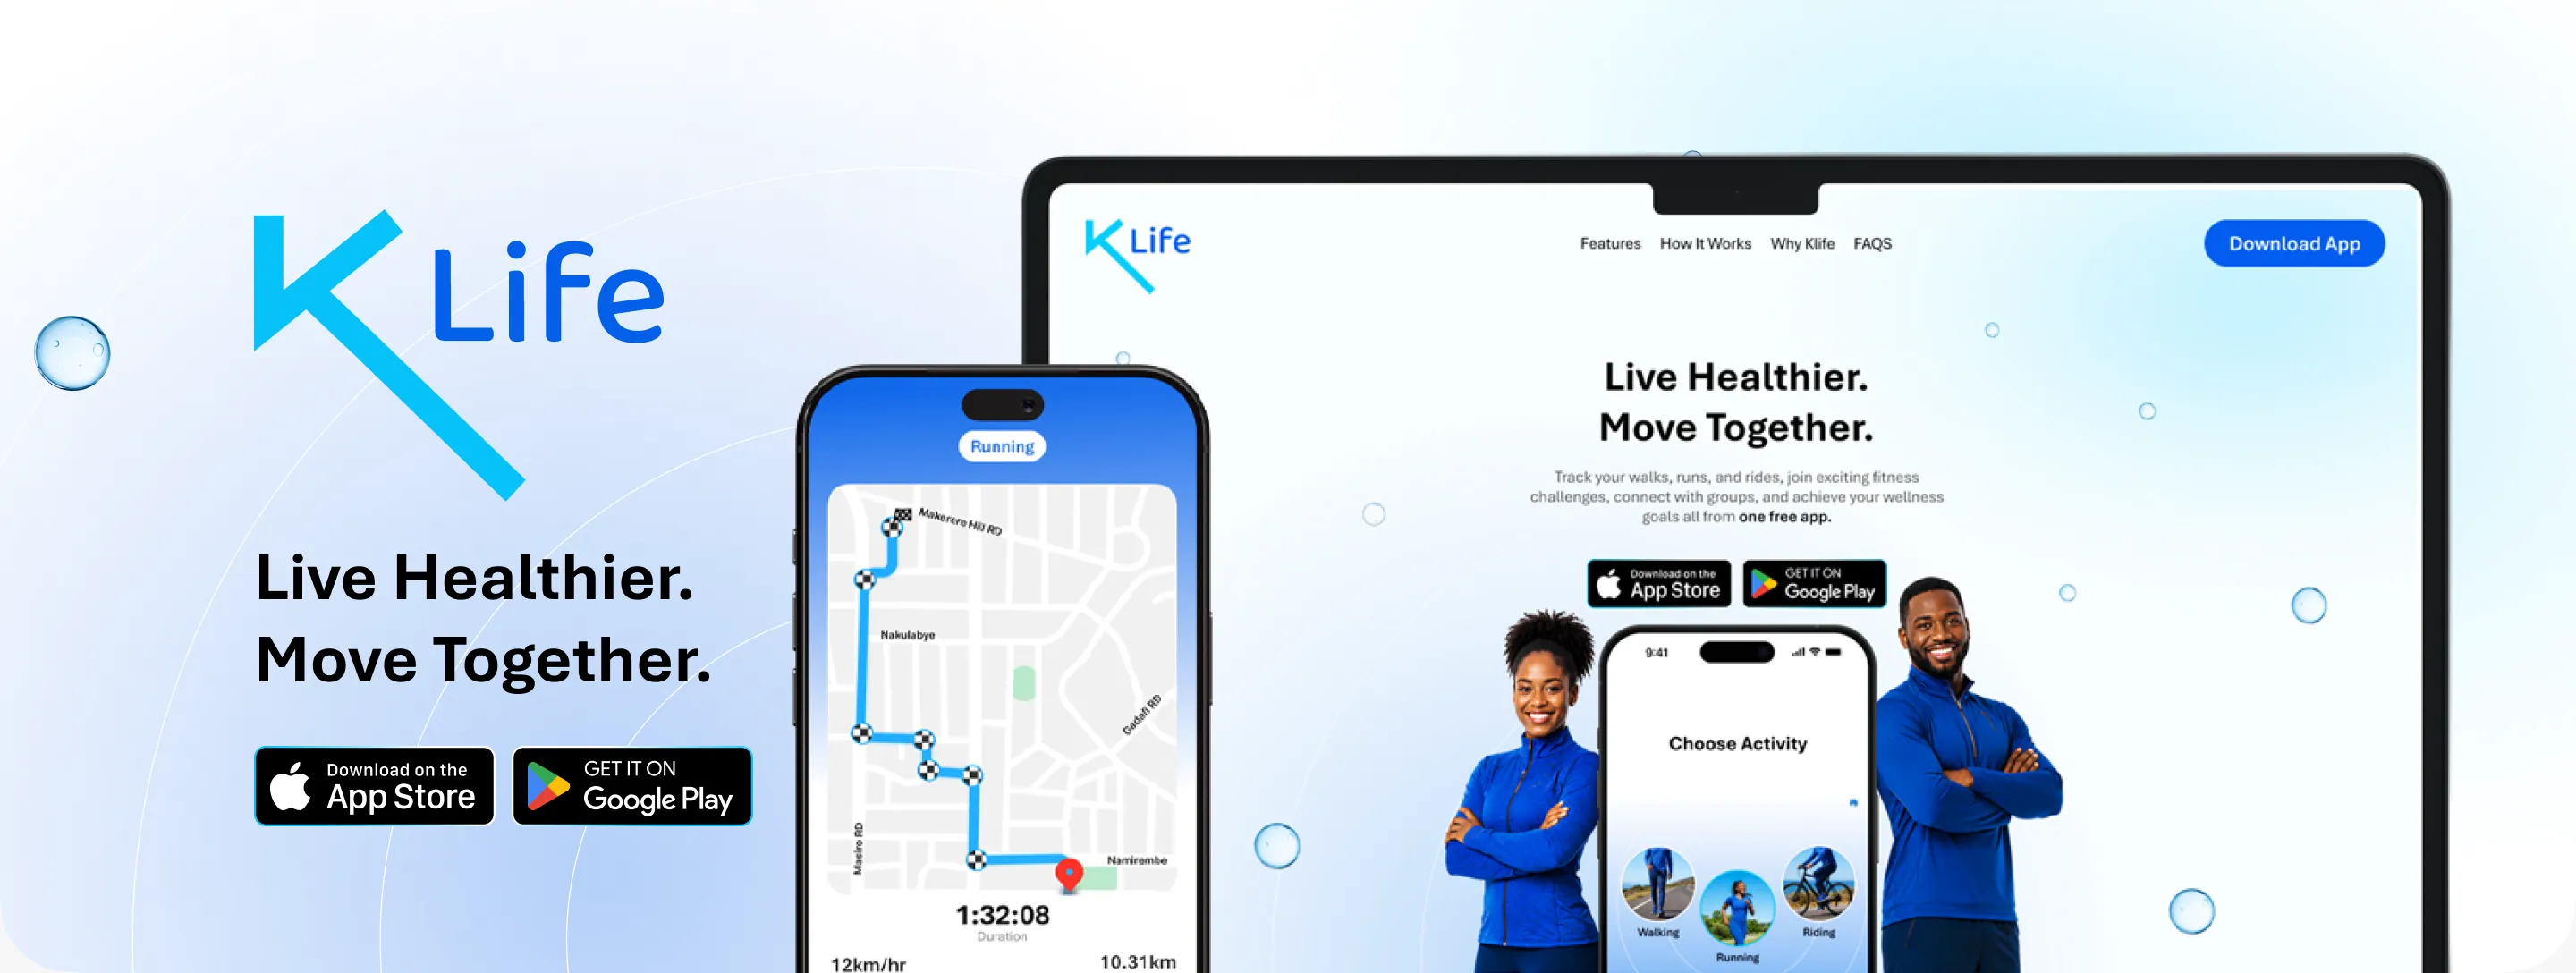 K Life
Live Healthier.
Move Together.
Download on the
App Store
GET IT ON
Google Play
Running
Makerere Hill RD
Nakulabye
Gadafi RD
Masiro RD
Namirembe
1:32:08
Duration
12km/hr
10.31km
K Life
Features How It Works Why Klife FAQS
Download App
Live Healthier.
Move Together.
Track your walks, runs, and rides, join exciting fitness
challenges, connect with groups, and achieve your wellness
goals all from one free app.
Download on the
App Store
GET IT ON
Google Play
9:41
Choose Activity
Walking
Running
Riding